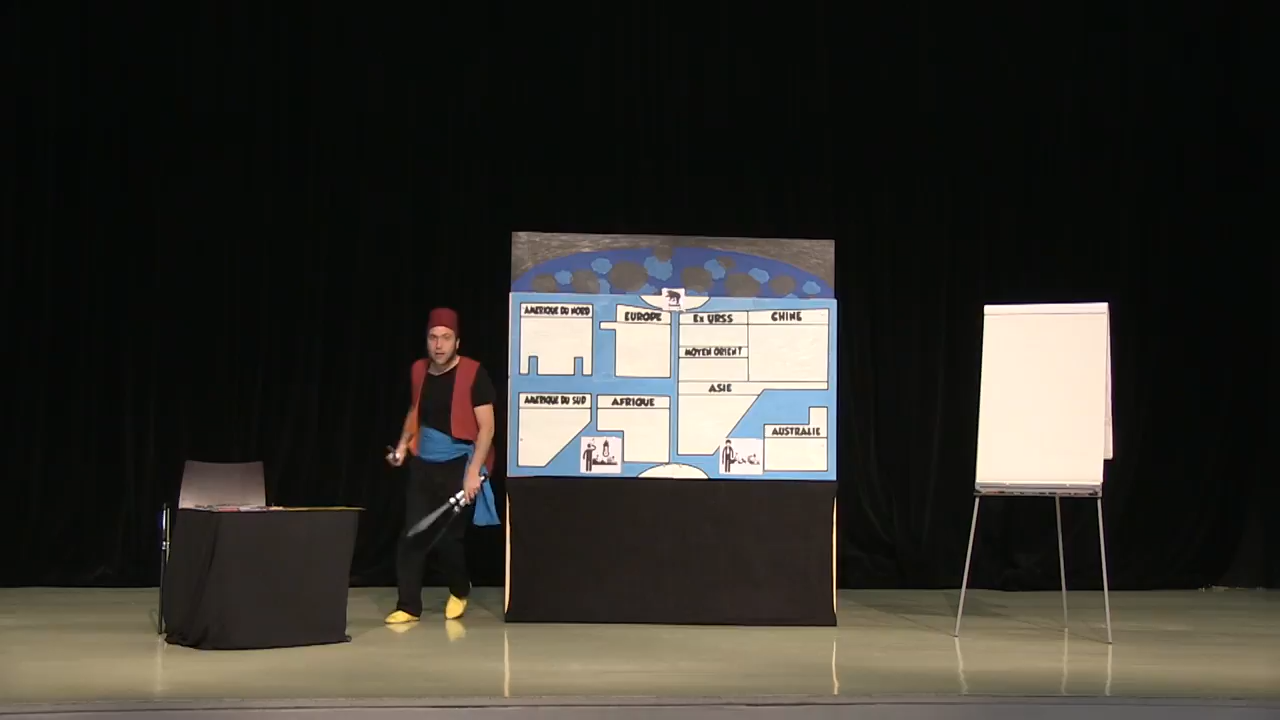 AMERIQUE DU NORD
EUROPE
EX URSS
CHINE
MOYEN ORIENT
ASIE
AMERIQUE DU SUD
AFRIQUE
AUSTRALIE